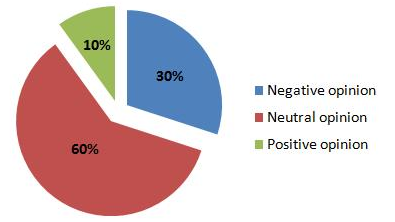 10%
30%
60%
Negative opinion
Neutral opinion
Positive opinion